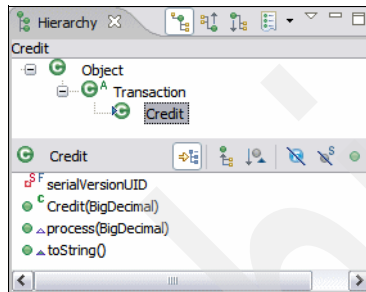 Hierarchy
Credit
C Object
C A Transaction
C Credit
C Credit S
S F serialVersionUID
C Credit(BigDecimal)
process(BigDecimal)
toString()